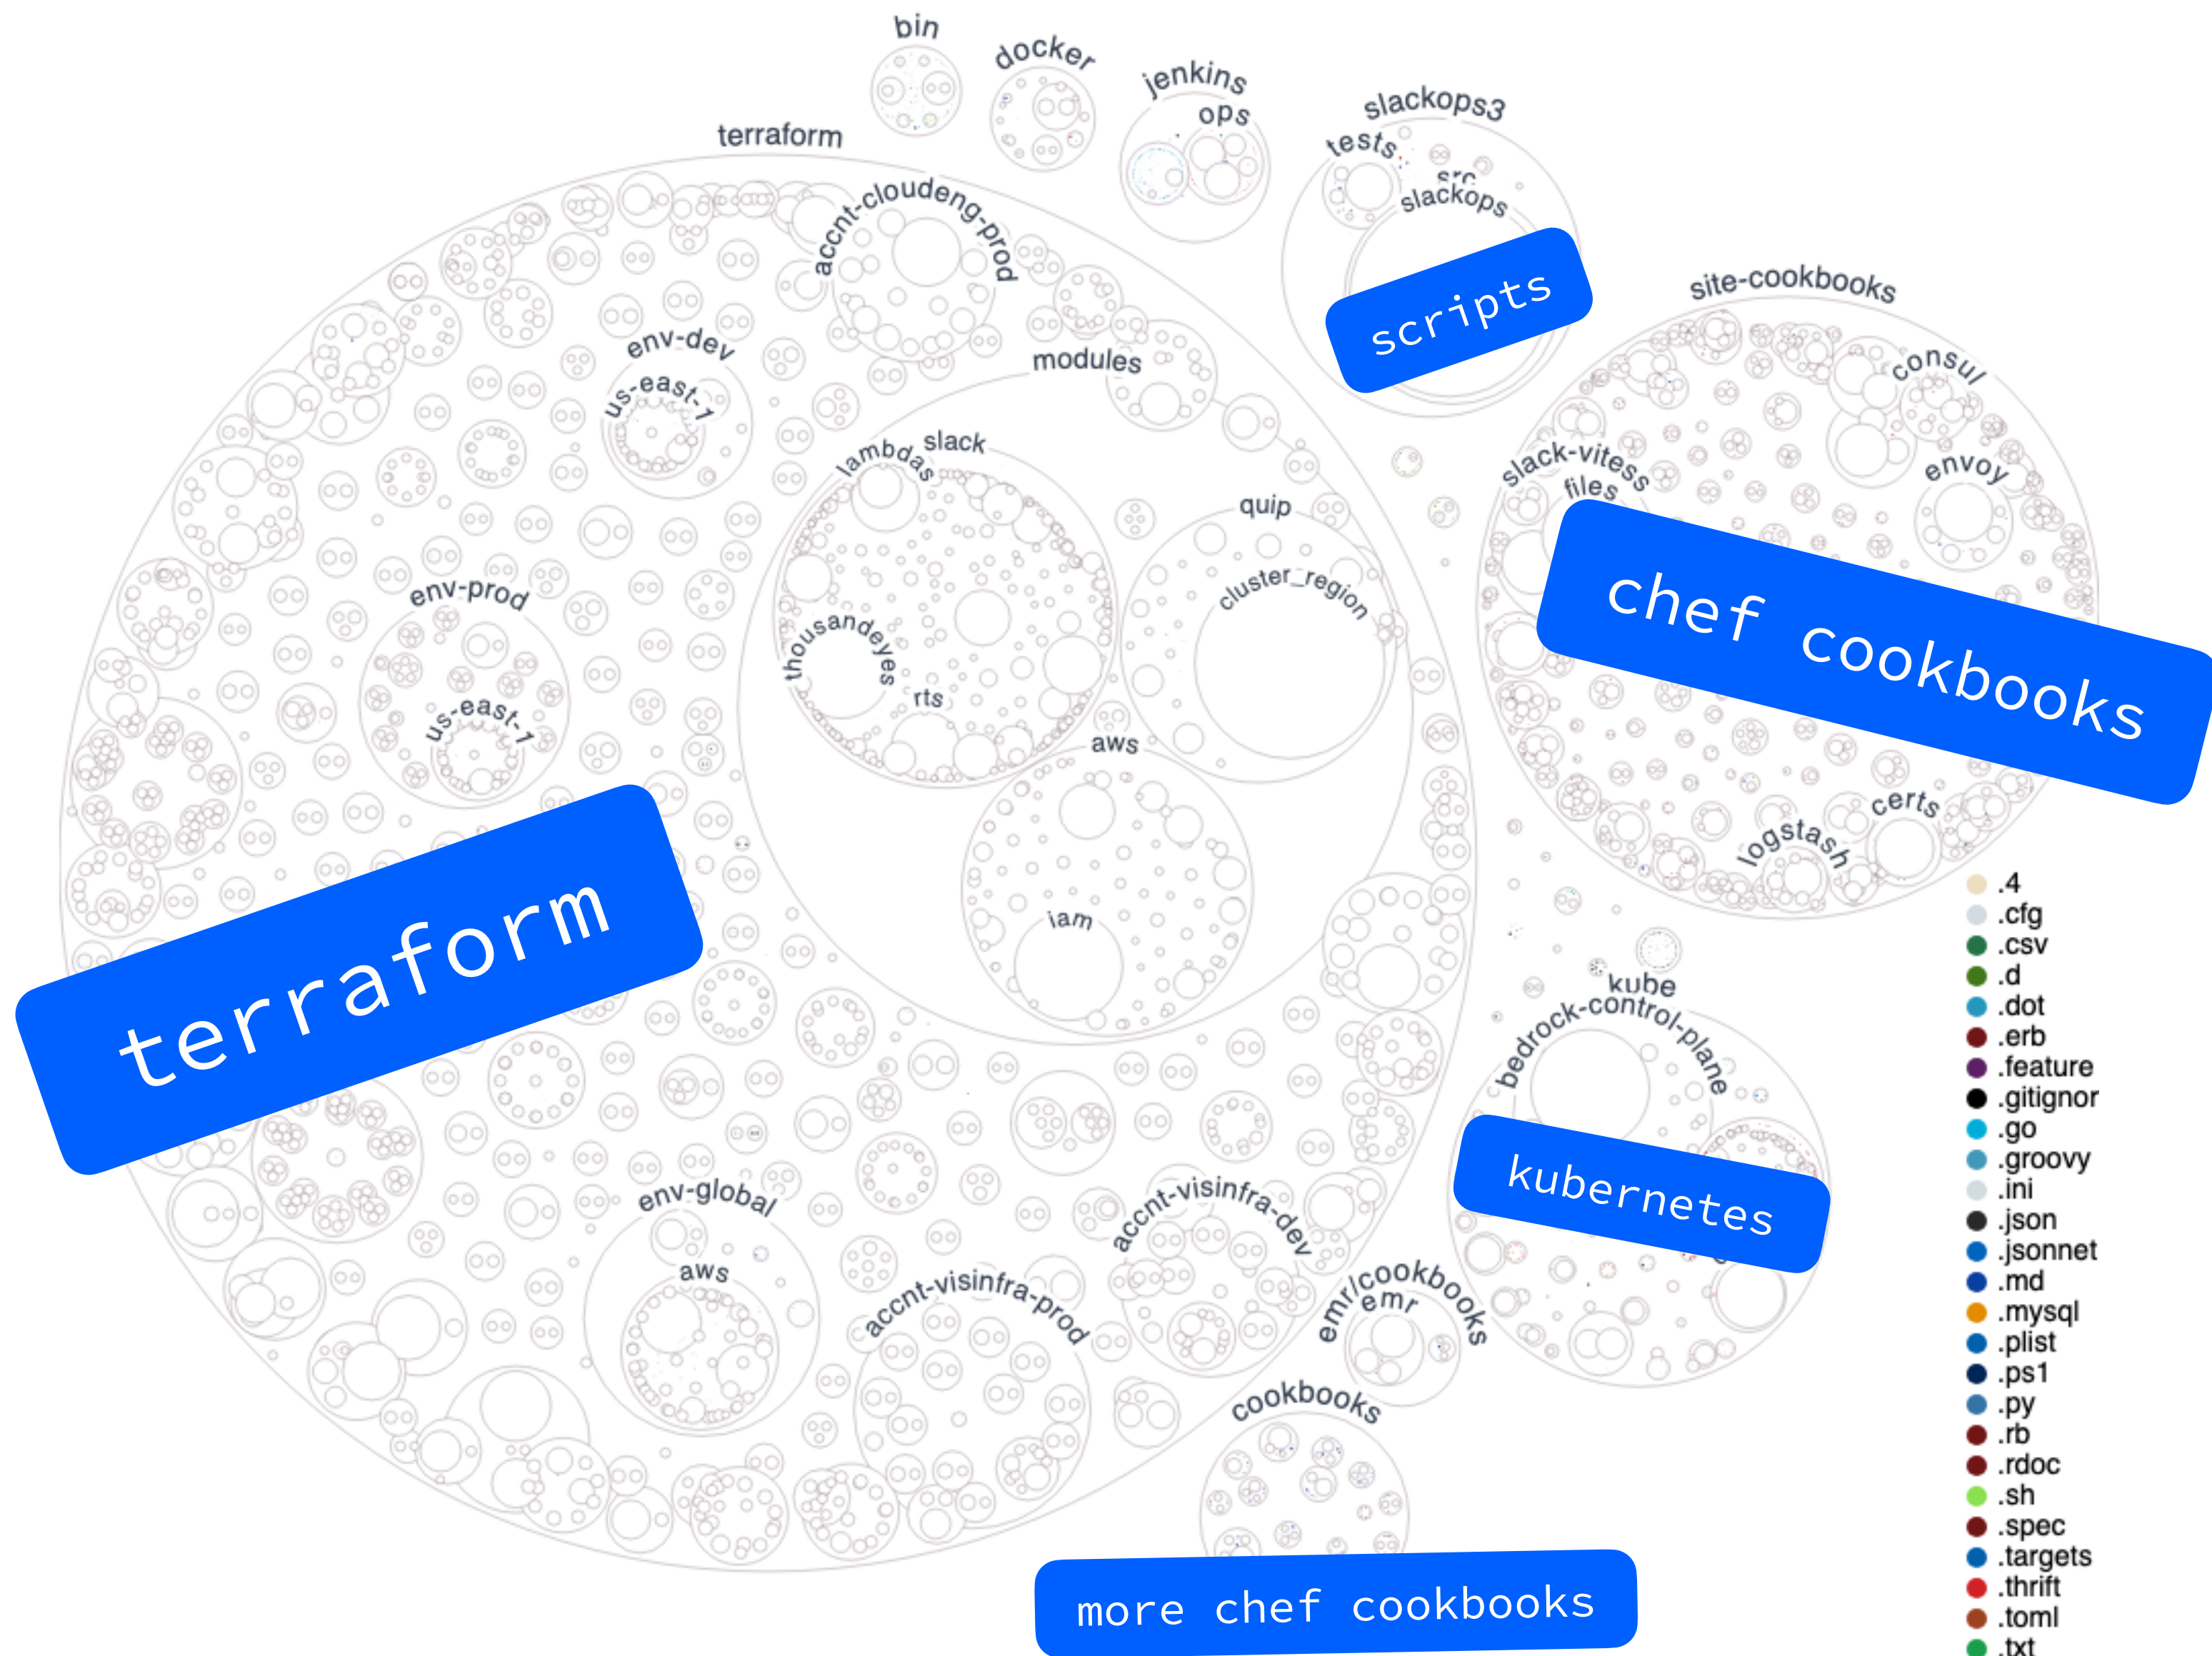 bin
docker
jenkins
ops
slackops3
tests
src
slackops
scripts
terraform
accnt-cloudeng-prod
env-dev
us-east-1
modules
site-cookbooks
consul
slack-vitess
files
envoy
chef cookbooks
lambdas
slack
quip
cluster_region
thousandeyes
rts
env-prod
us-east-1
aws
iam
terraform
certs
logstash
kube
bedrock-control-plane
kubernetes
env-global
aws
accnt-visinfra-prod
accnt-visinfra-dev
emr/cookbooks
emr
cookbooks
more chef cookbooks
.4
.cfg
.csv
.d
.dot
.erb
.feature
.gitignor
.go
.groovy
.ini
.json
.jsonnet
.md
.mysql
.plist
.ps1
.py
.rb
.rdoc
.sh
.spec
.targets
.thrift
.toml
.txt